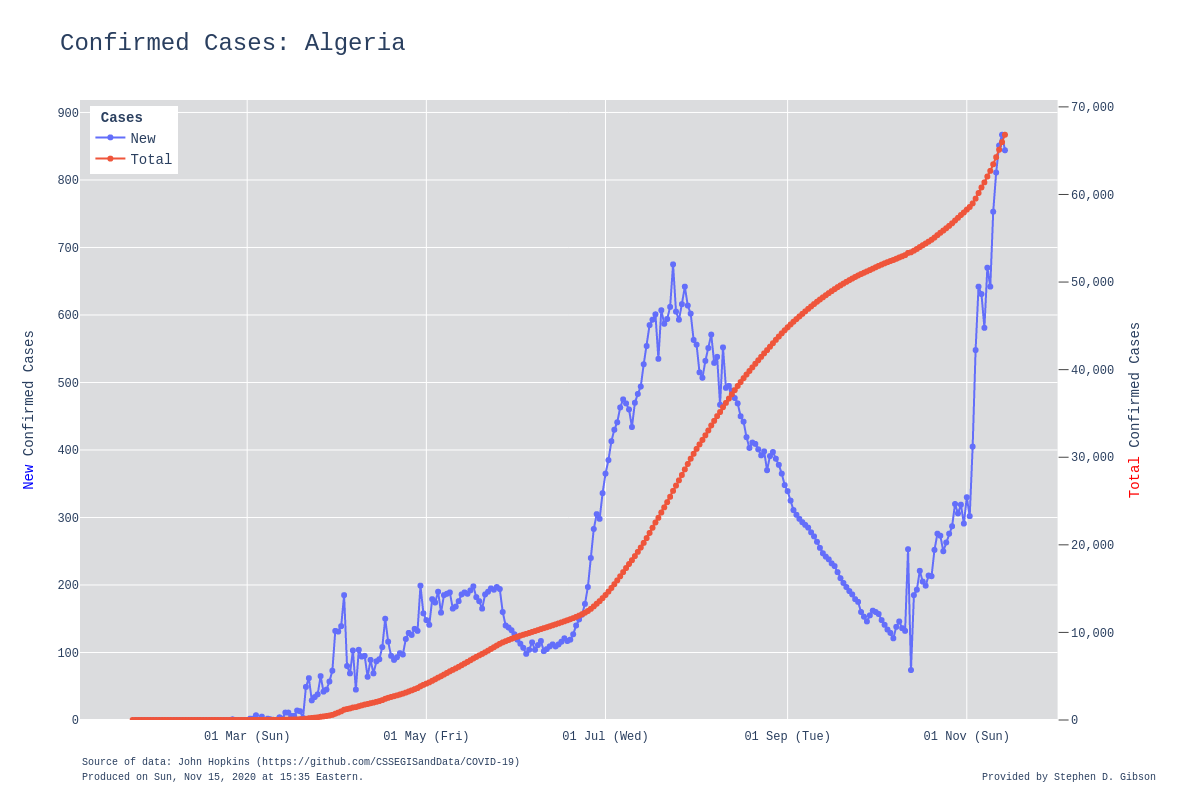 Confirmed Cases: Algeria
Cases
New
Total
900
800
700
600
500
400
300
200
100
0
New Confirmed Cases
70,000
60,000
50,000
40,000
30,000
20,000
10,000
0
Total Confirmed Cases
01 Mar (Sun) 01 May (Fri) 01 Jul (Wed) 01 Sep (Tue) 01 Nov (Sun)
Source of data: John Hopkins (https://github.com/CSSEGISandData/COVID-19)
Produced on Sun, Nov 15, 2020 at 15:35 Eastern.
Provided by Stephen D. Gibson